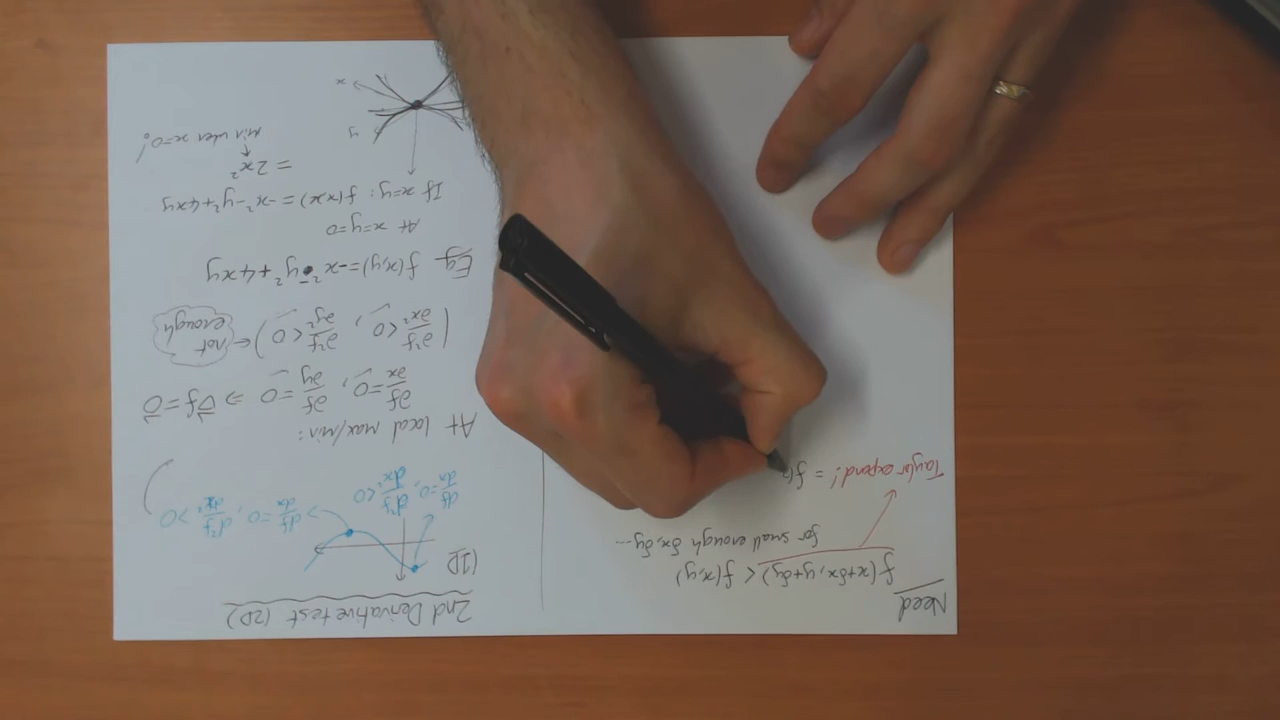 2nd Derivative test (2D)
(1D
df/dx=0, d²f/dx²<0
df/dx=0, d²f/dx²>0
At local max/min:
∂f/∂x=0, ∂f/∂y=0 ⇒ ∇f=0
(∂²f/∂x²<0, ∂²f/∂y²<0) ← not enough
Eg f(x,y)=-x²-y²+4xy
At x=y=0
If x=y: f(x,x)=-x²-y²+4xy
= 2x²
min when x=0!
y
x
Need
f(x+δx, y+δy) < f(x,y)
for small enough δx,δy...
Taylor expand! = f(